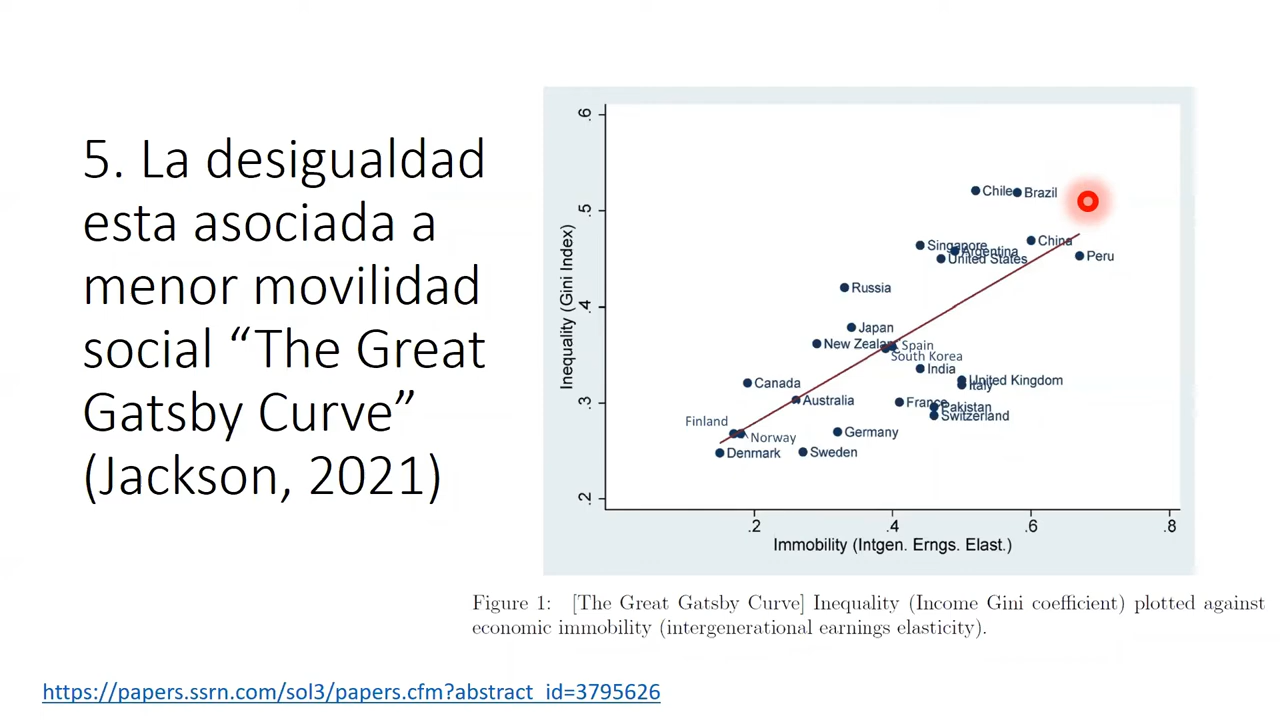 5. La desigualdad
esta asociada a
menor movilidad
social “The Great
Gatsby Curve”
(Jackson, 2021)
Inequality (Gini Index)
.6
.5
.4
.3
.2
Chile
Brazil
China
Singapore
Argentina
United States
Peru
Russia
Japan
New Zealand
Spain
South Korea
India
United Kingdom
Italy
Canada
Australia
France
Pakistan
Switzerland
Finland
Norway
Germany
Denmark
Sweden
.2 .4 .6 .8
Immobility (Intgen. Erngs. Elast.)
Figure 1: [The Great Gatsby Curve] Inequality (Income Gini coefficient) plotted against
economic immobility (intergenerational earnings elasticity).
https://papers.ssrn.com/sol3/papers.cfm?abstract_id=3795626